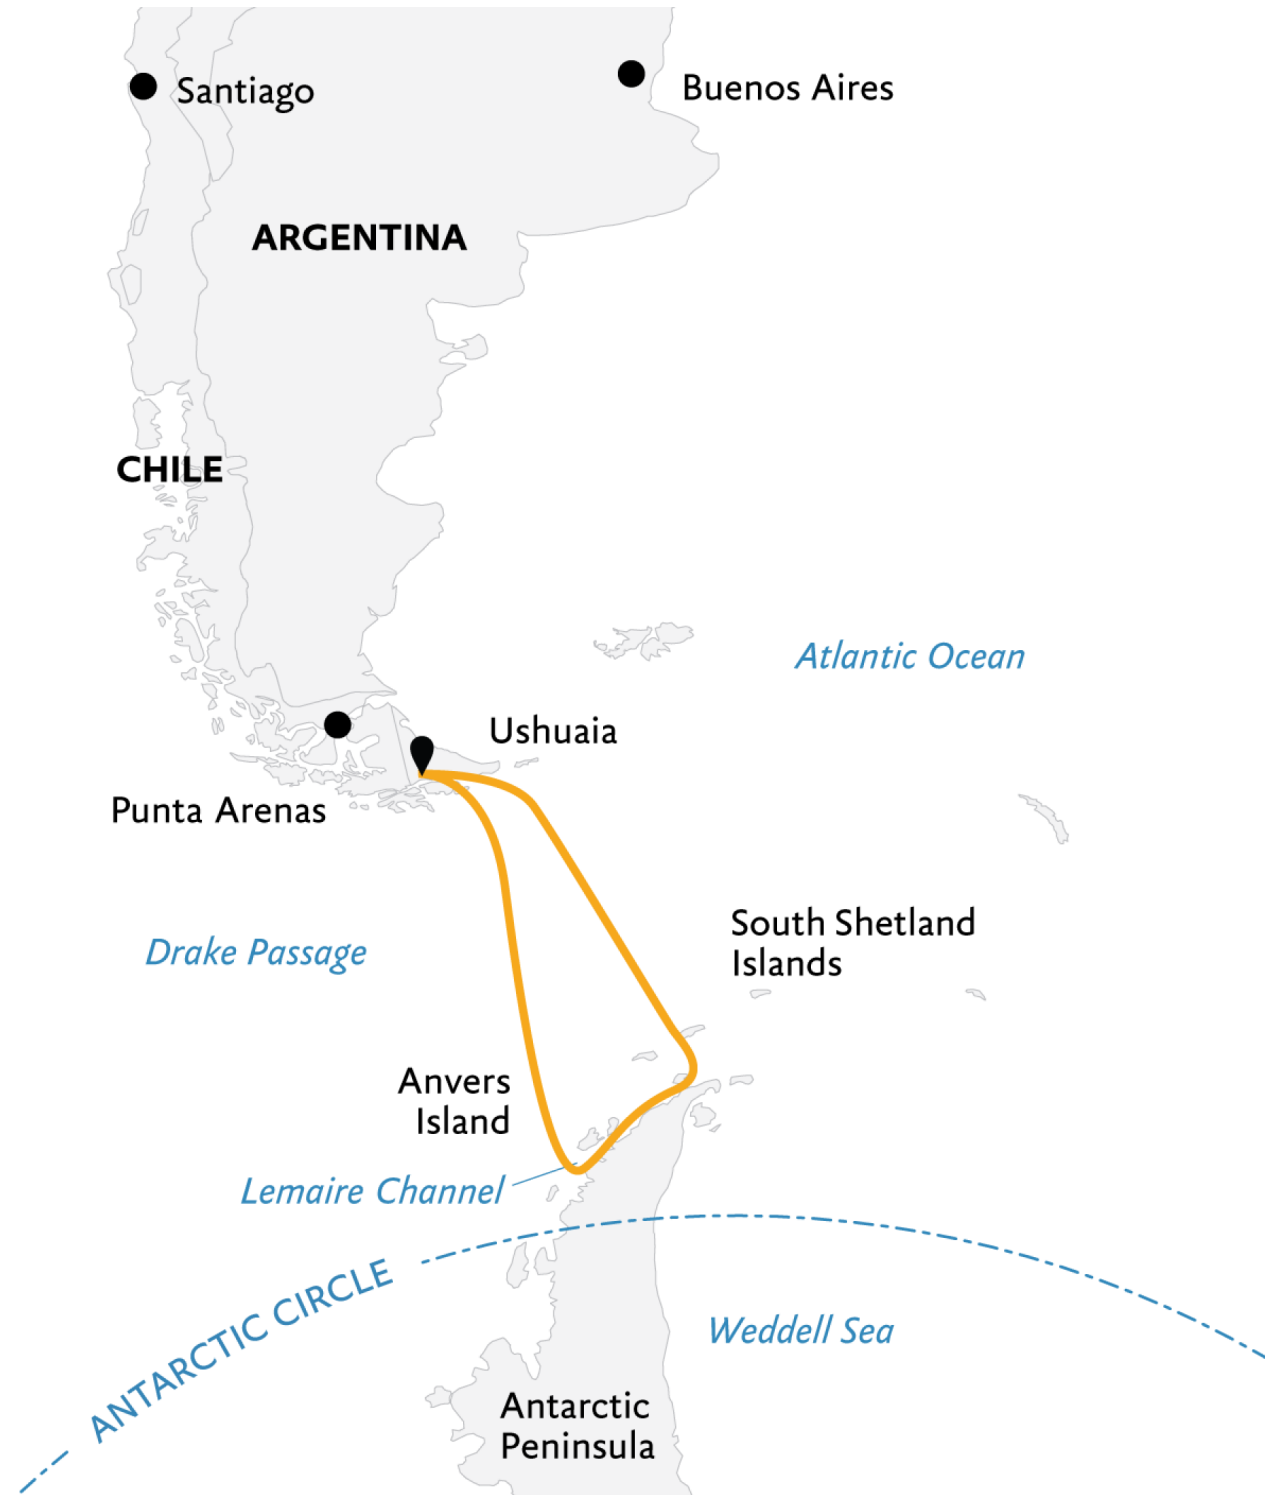 Santiago
Buenos Aires
ARGENTINA
CHILE
Atlantic Ocean
Ushuaia
Punta Arenas
South Shetland
Islands
Drake Passage
Anvers
Island
Lemaire Channel
ANTARCTIC CIRCLE
Weddell Sea
Antarctic
Peninsula